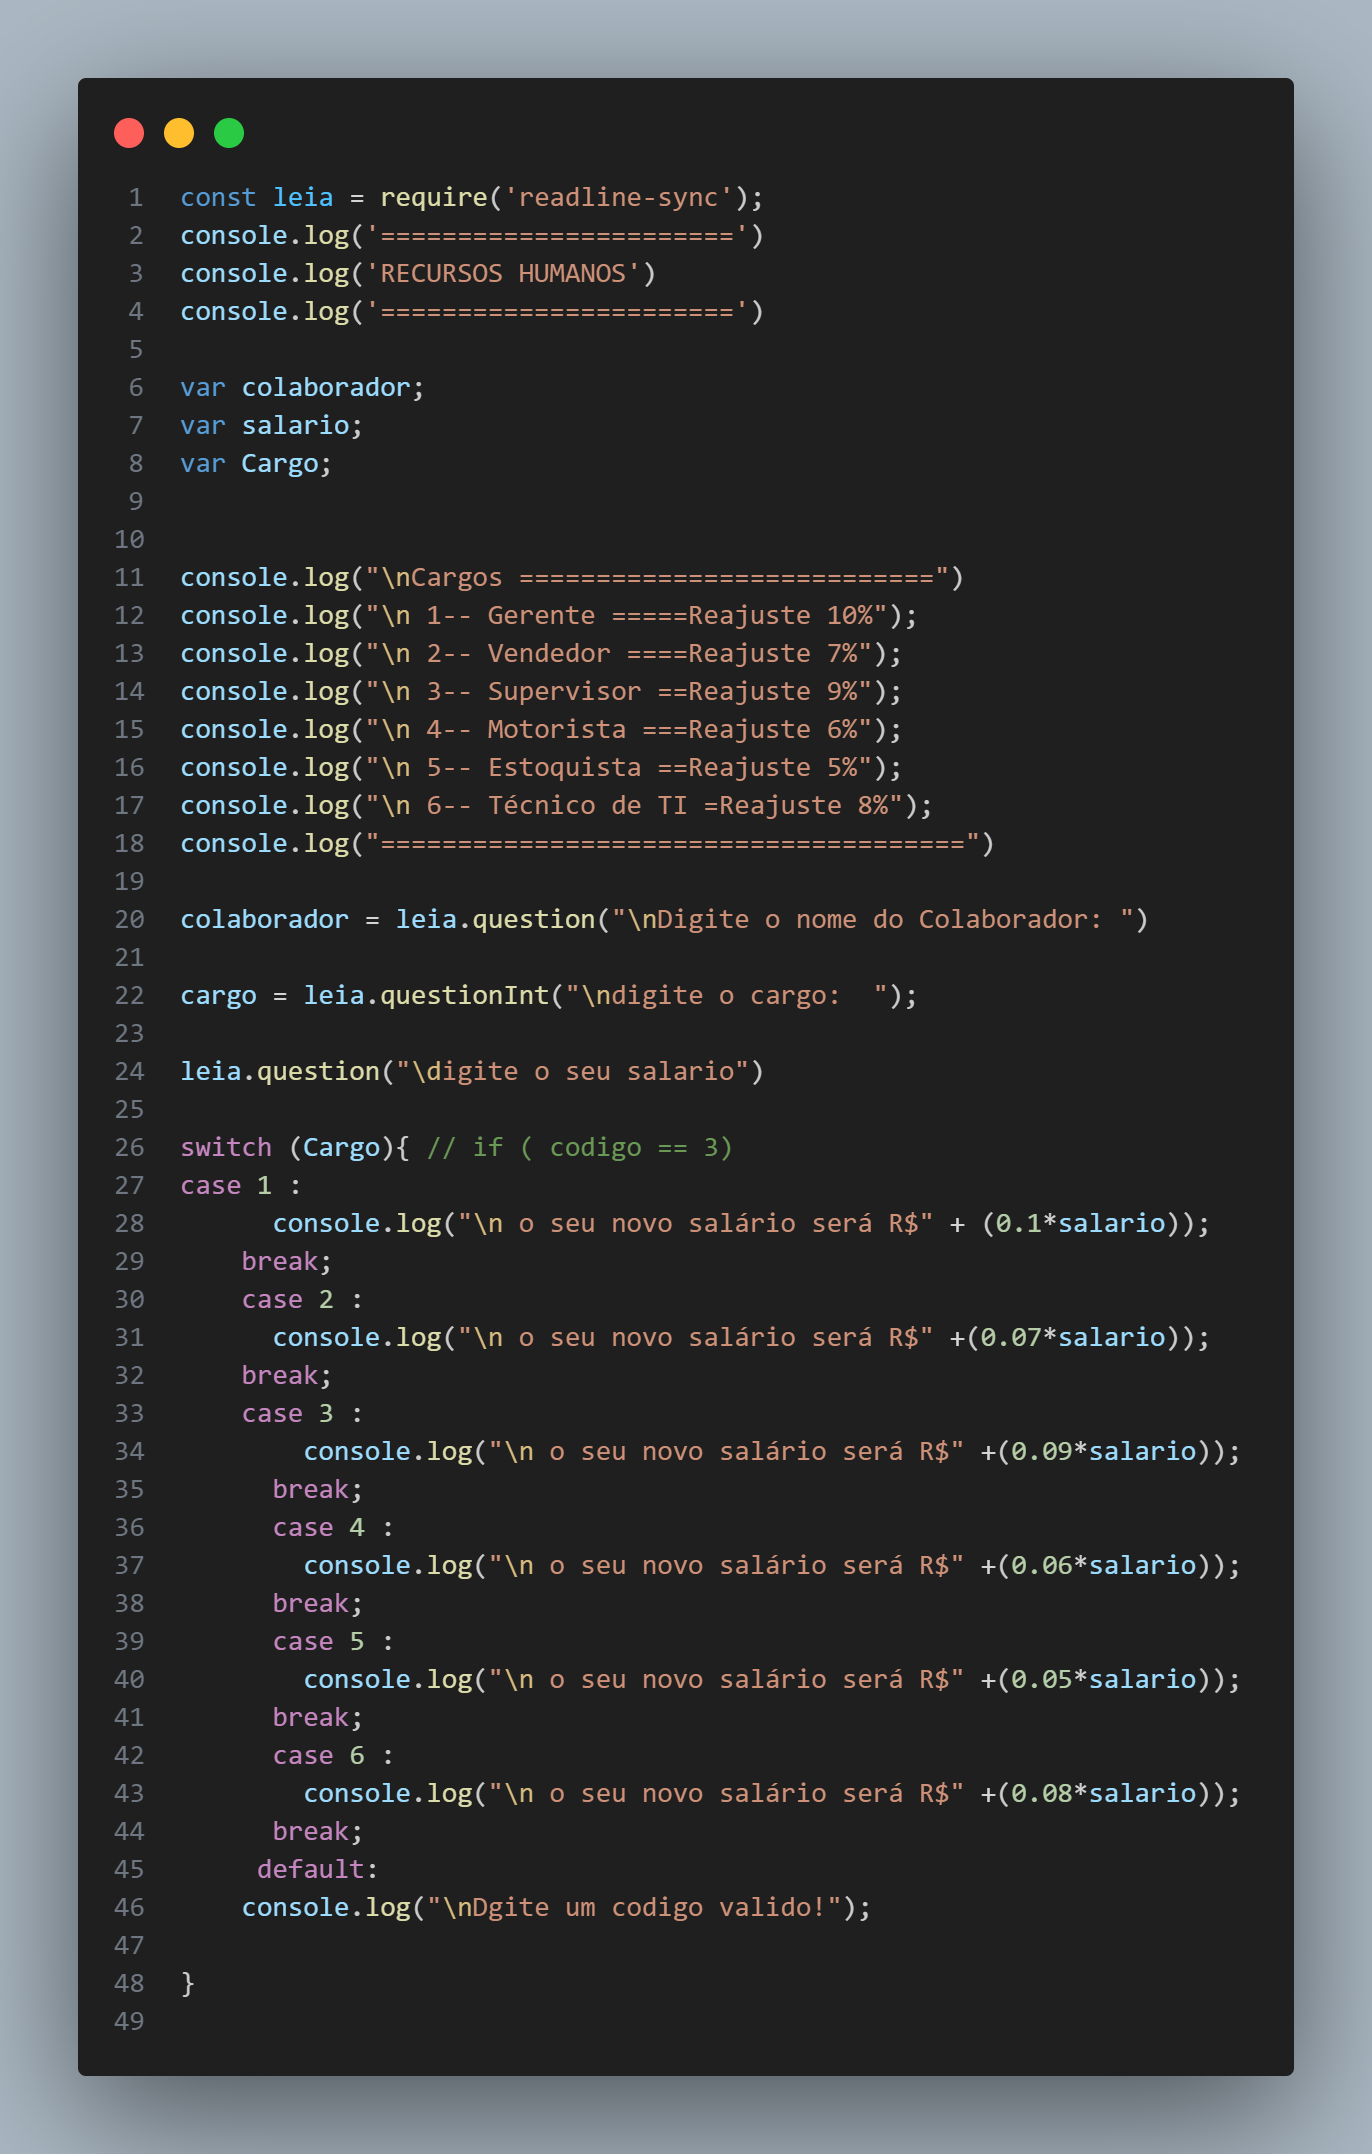 1 const leia = require('readline-sync');
2 console.log('=======================')
3 console.log('RECURSOS HUMANOS')
4 console.log('=======================')
5
6 var colaborador;
7 var salario;
8 var Cargo;
9
10
11 console.log("\nCargos ===========================")
12 console.log("\n 1-- Gerente =====Reajuste 10%");
13 console.log("\n 2-- Vendedor ====Reajuste 7%");
14 console.log("\n 3-- Supervisor ==Reajuste 9%");
15 console.log("\n 4-- Motorista ===Reajuste 6%");
16 console.log("\n 5-- Estoquista ==Reajuste 5%");
17 console.log("\n 6-- Técnico de TI =Reajuste 8%");
18 console.log("======================================")
19
20 colaborador = leia.question("\nDigite o nome do Colaborador: ")
21
22 cargo = leia.questionInt("\ndigite o cargo:  ");
23
24 leia.question("\digite o seu salario")
25
26 switch (Cargo){ // if ( codigo == 3)
27 case 1 :
28       console.log("\n o seu novo salário será R$" + (0.1*salario));
29     break;
30     case 2 :
31       console.log("\n o seu novo salário será R$" +(0.07*salario));
32     break;
33     case 3 :
34         console.log("\n o seu novo salário será R$" +(0.09*salario));
35       break;
36       case 4 :
37         console.log("\n o seu novo salário será R$" +(0.06*salario));
38       break;
39       case 5 :
40         console.log("\n o seu novo salário será R$" +(0.05*salario));
41       break;
42       case 6 :
43         console.log("\n o seu novo salário será R$" +(0.08*salario));
44       break;
45      default:
46     console.log("\nDgite um codigo valido!");
47
48 }
49